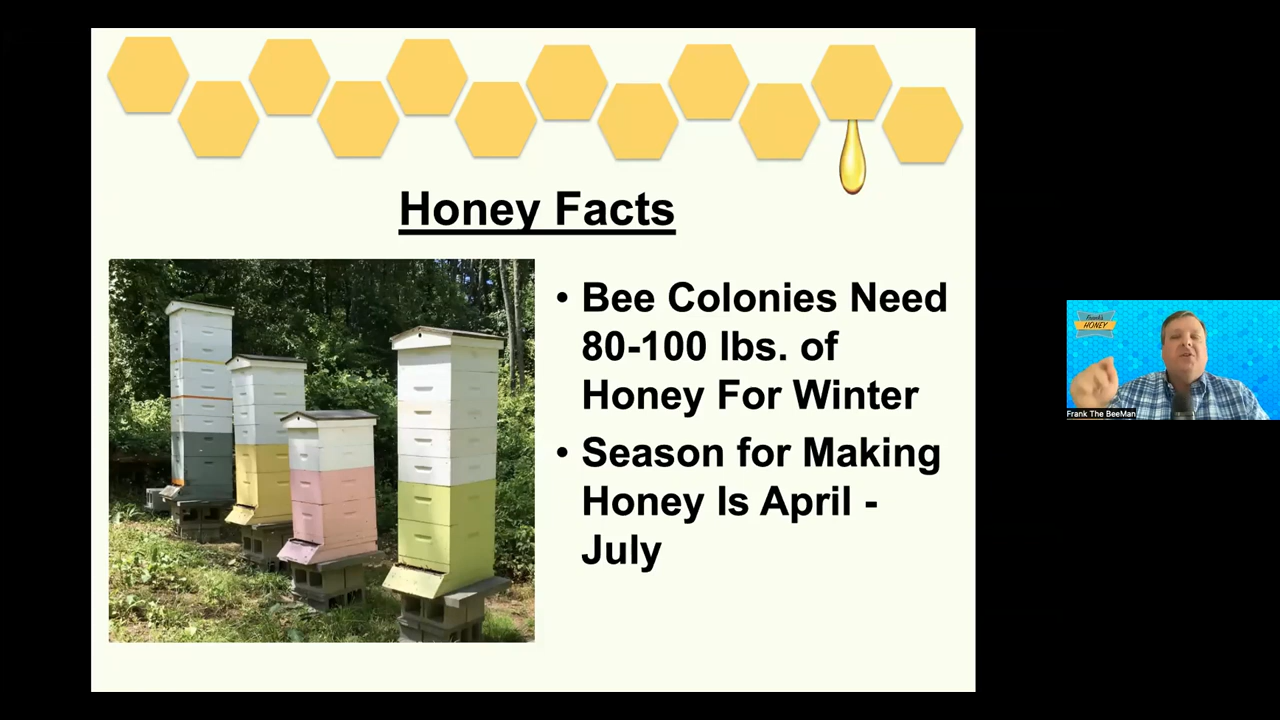 Honey Facts
• Bee Colonies Need
80-100 lbs. of
Honey For Winter
• Season for Making
Honey Is April -
July
Frank's
HONEY
Frank The BeeMan